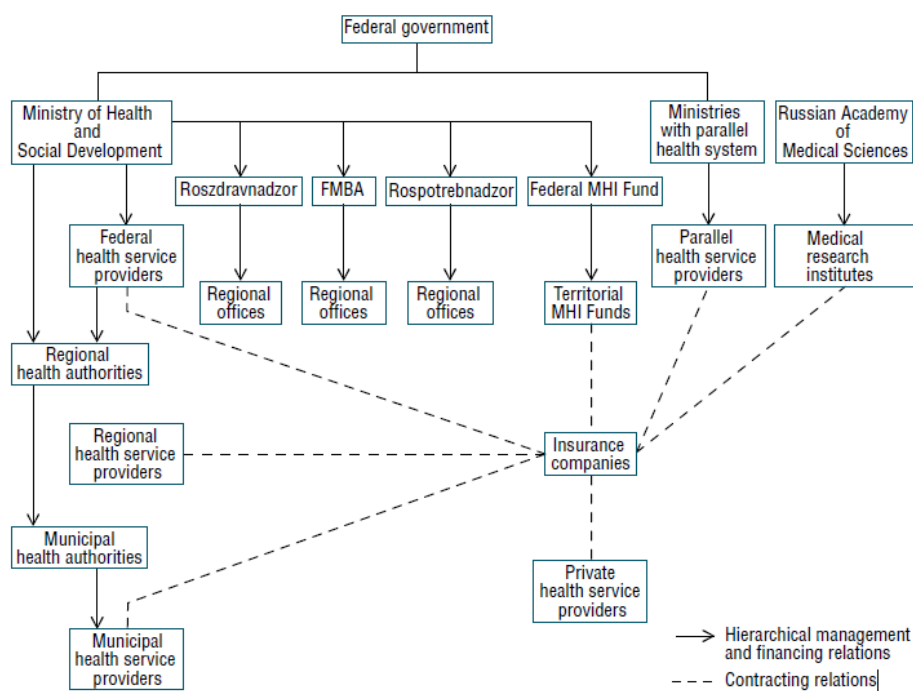 Federal government
Ministry of Health
and
Social Development
Ministries
with parallel
health system
Russian Academy
of
Medical Sciences
Roszdravnadzor
FMBA
Rospotrebnadzor
Federal MHI Fund
Federal
health service
providers
Parallel
health service
providers
Medical
research
institutes
Regional
offices
Regional
offices
Regional
offices
Territorial
MHI Funds
Regional
health authorities
Regional
health service
providers
Insurance
companies
Municipal
health authorities
Private
health service
providers
Municipal
health service
providers
Hierarchical management
and financing relations
Contracting relations